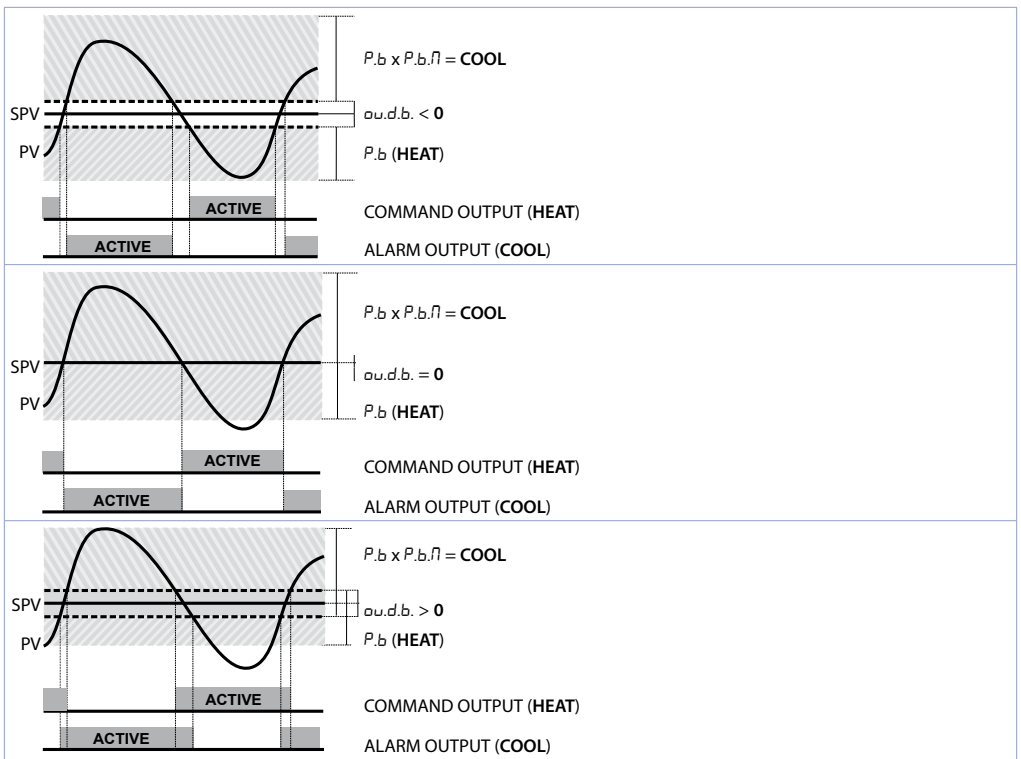 P.b x P.b.M = COOL
SPV
ou.d.b. < 0
PV
P.b (HEAT)
ACTIVE
COMMAND OUTPUT (HEAT)
ACTIVE
ALARM OUTPUT (COOL)
P.b x P.b.M = COOL
SPV
ou.d.b. = 0
PV
P.b (HEAT)
ACTIVE
COMMAND OUTPUT (HEAT)
ACTIVE
ALARM OUTPUT (COOL)
P.b x P.b.M = COOL
SPV
ou.d.b. > 0
PV
P.b (HEAT)
ACTIVE
COMMAND OUTPUT (HEAT)
ACTIVE
ALARM OUTPUT (COOL)